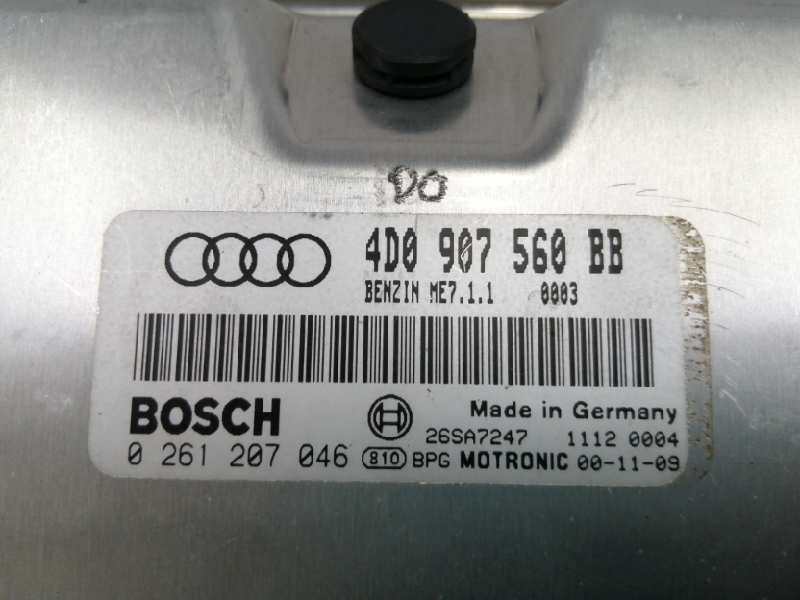 DO
4D0 907 560 BB
BENZIN ME7.1.1 0003
BOSCH Made in Germany
26SA7247 1112 0004
0 261 207 046 810 BPG MOTRONIC 00-11-09